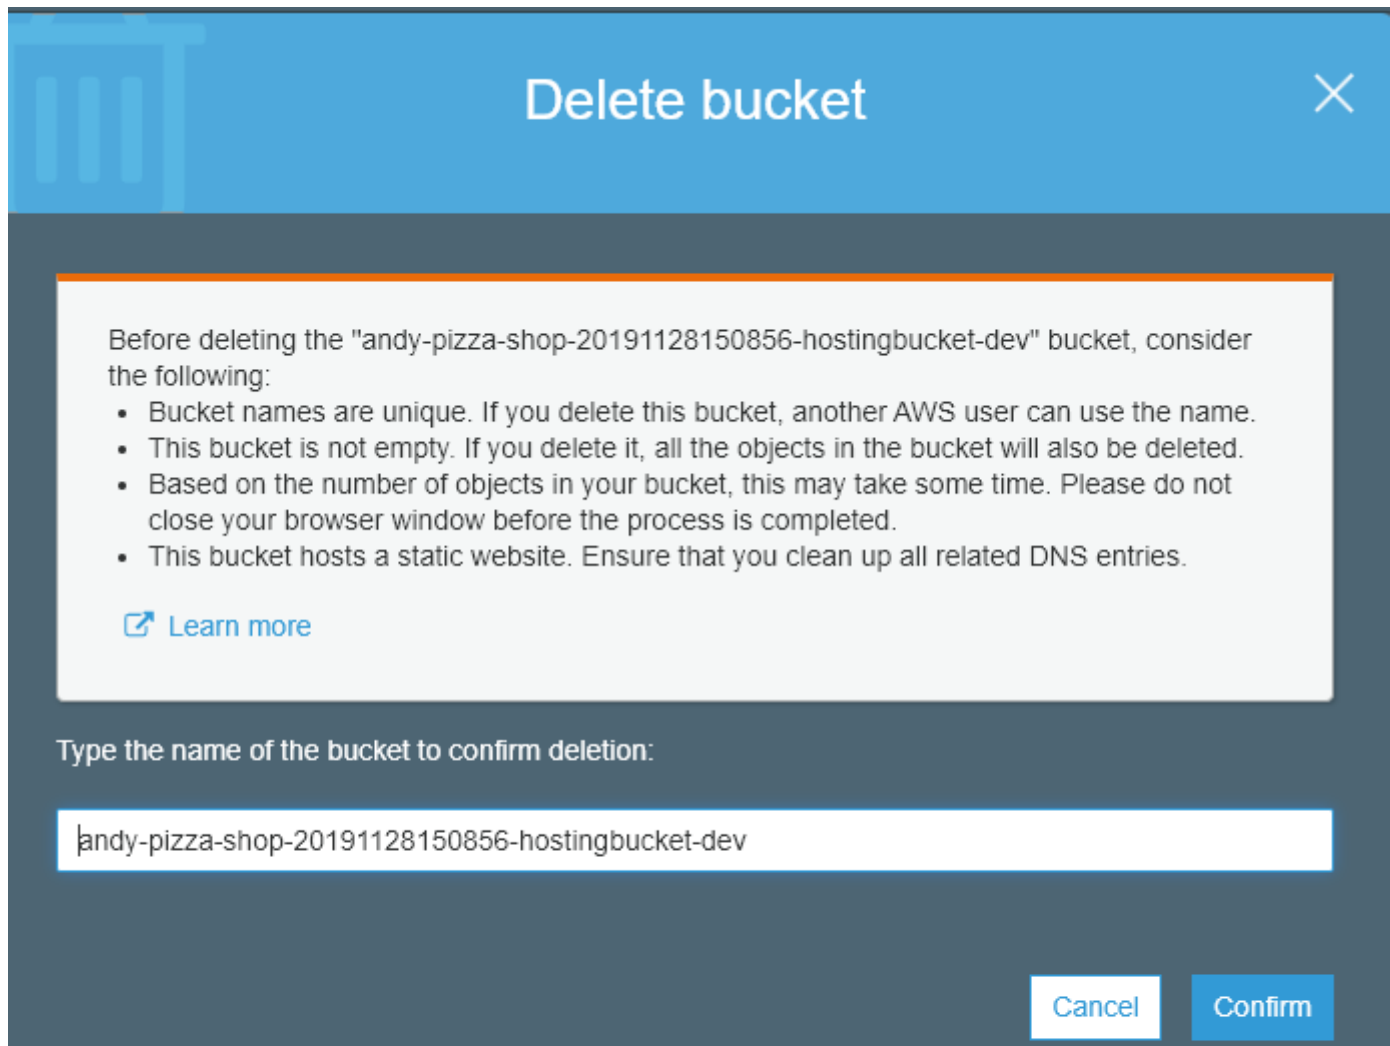 Delete bucket
Before deleting the "andy-pizza-shop-20191128150856-hostingbucket-dev" bucket, consider
the following:
• Bucket names are unique. If you delete this bucket, another AWS user can use the name.
• This bucket is not empty. If you delete it, all the objects in the bucket will also be deleted.
• Based on the number of objects in your bucket, this may take some time. Please do not
close your browser window before the process is completed.
• This bucket hosts a static website. Ensure that you clean up all related DNS entries.
Learn more
Type the name of the bucket to confirm deletion:
andy-pizza-shop-20191128150856-hostingbucket-dev
Cancel
Confirm